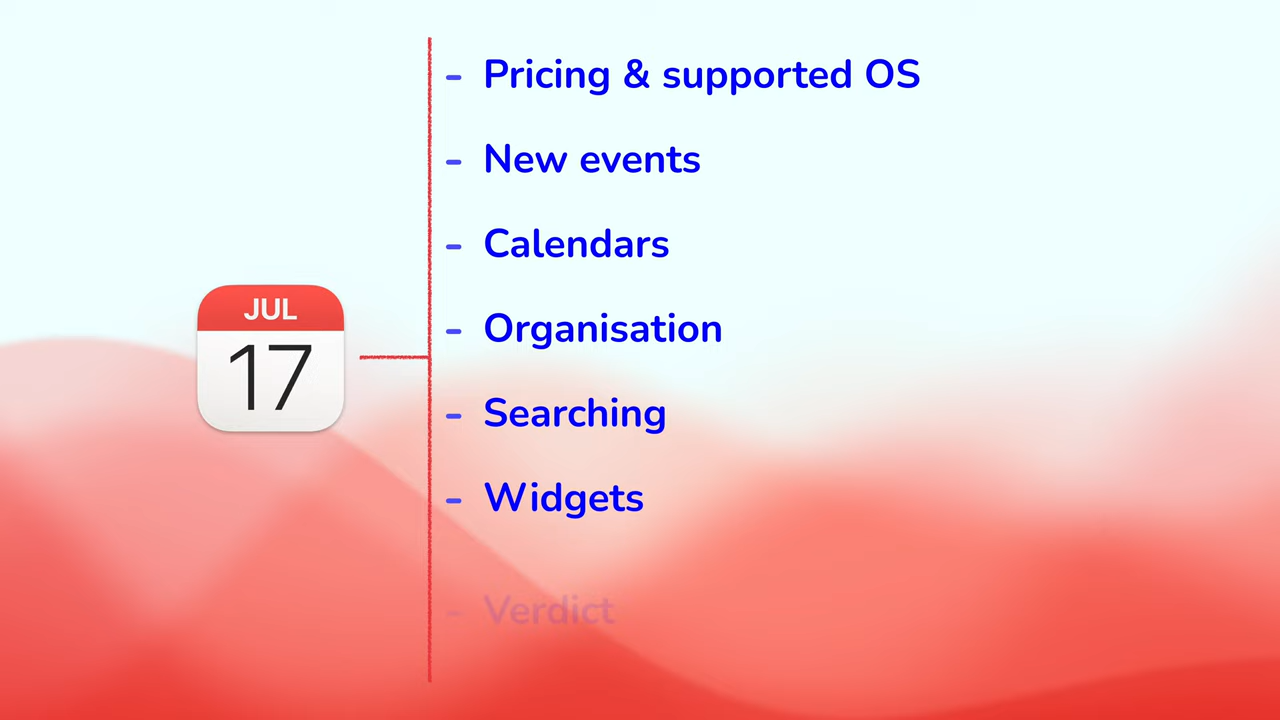 - Pricing & supported OS
- New events
- Calendars
JUL
17
- Organisation
- Searching
- Widgets
- Verdict